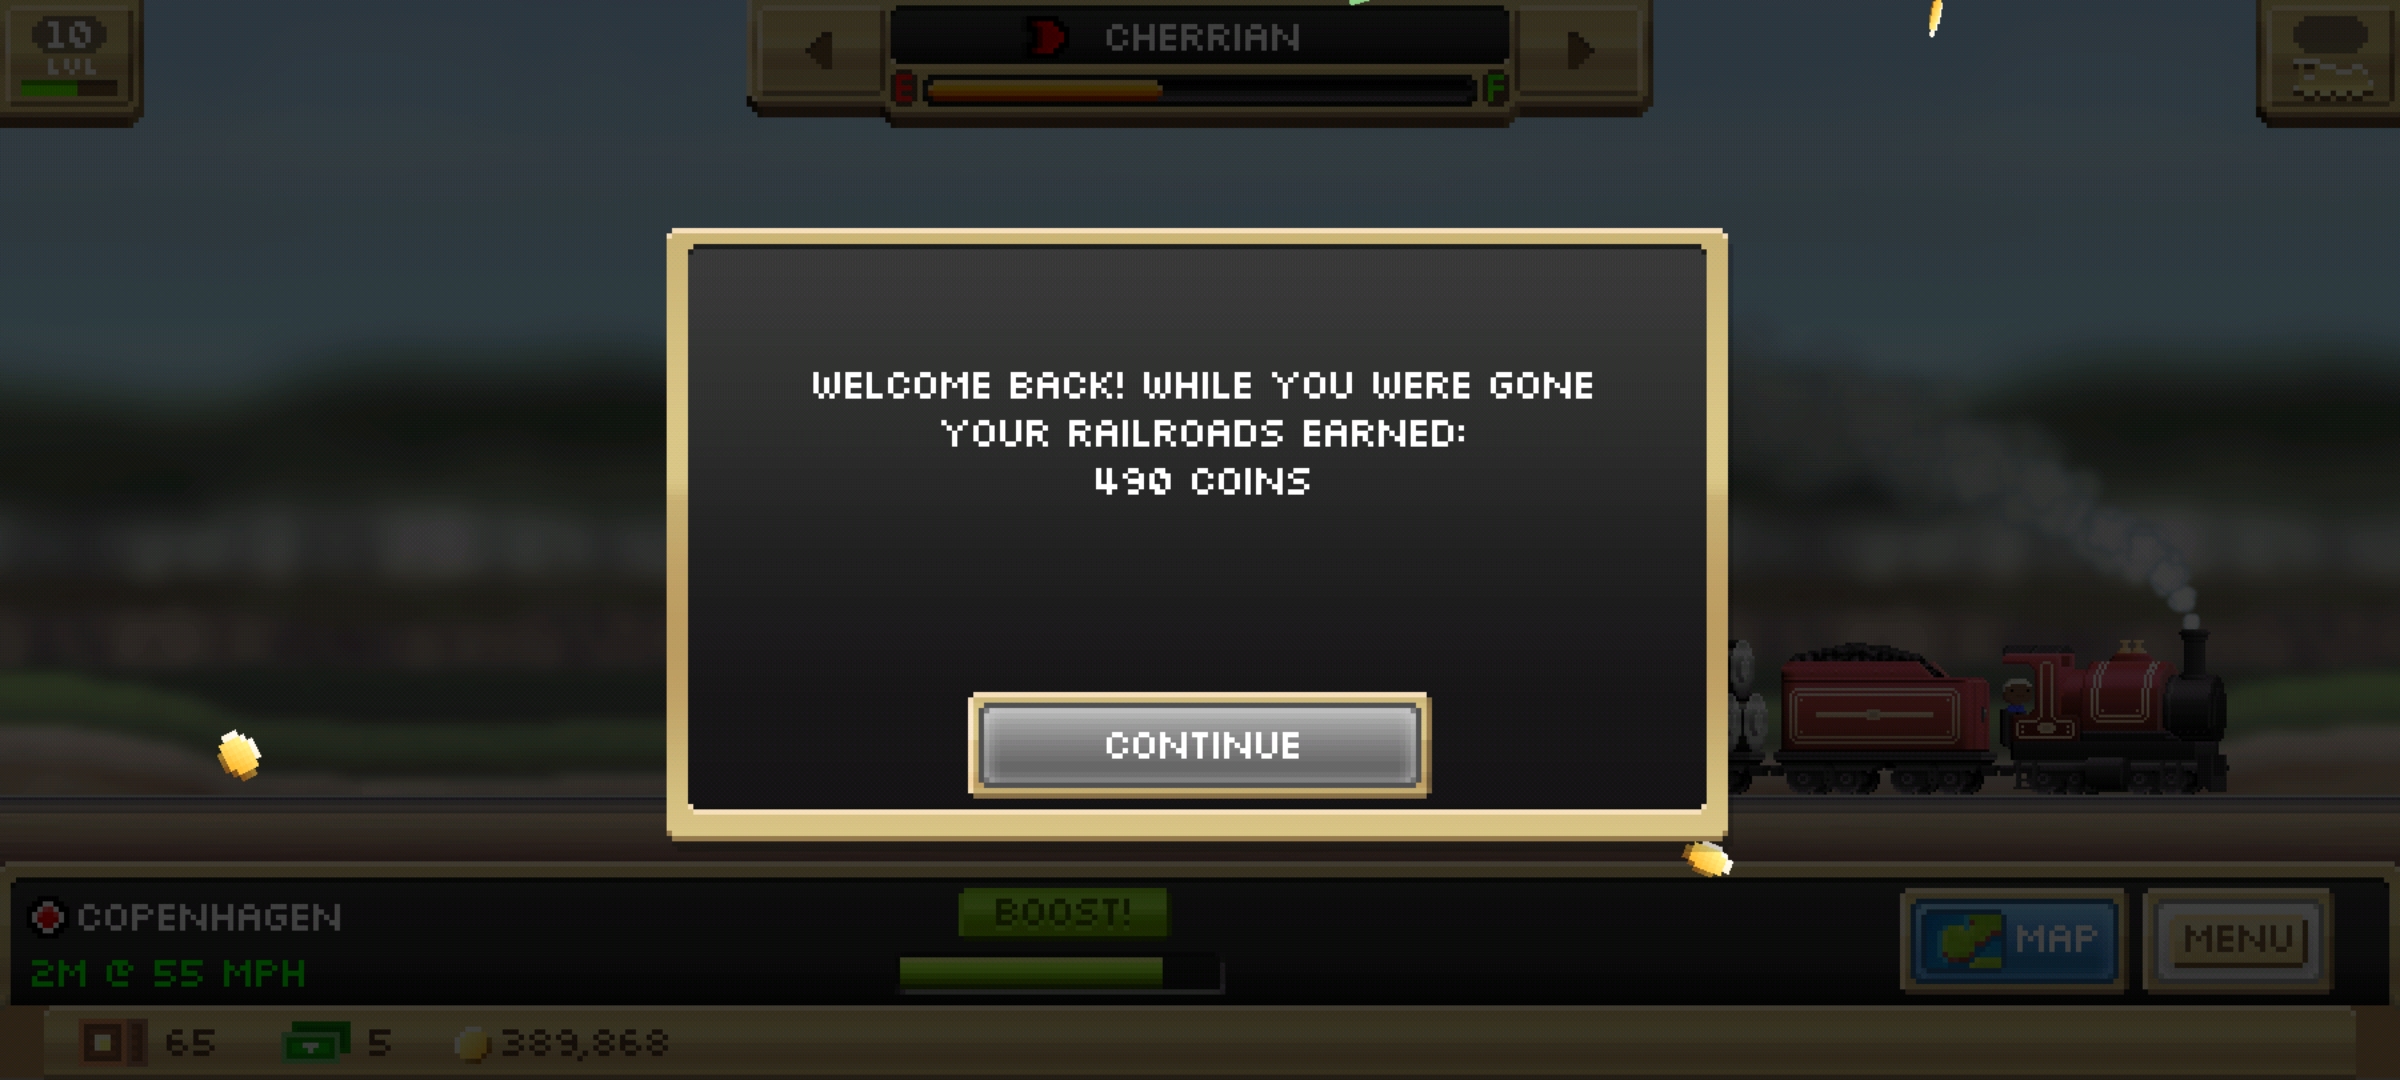 10
LVL
CHERRIAN
E F
WELCOME BACK! WHILE YOU WERE GONE
YOUR RAILROADS EARNED:
490 COINS
CONTINUE
COPENHAGEN
2M @ 55 MPH
BOOST!
MAP
MENU
65 5 389,868